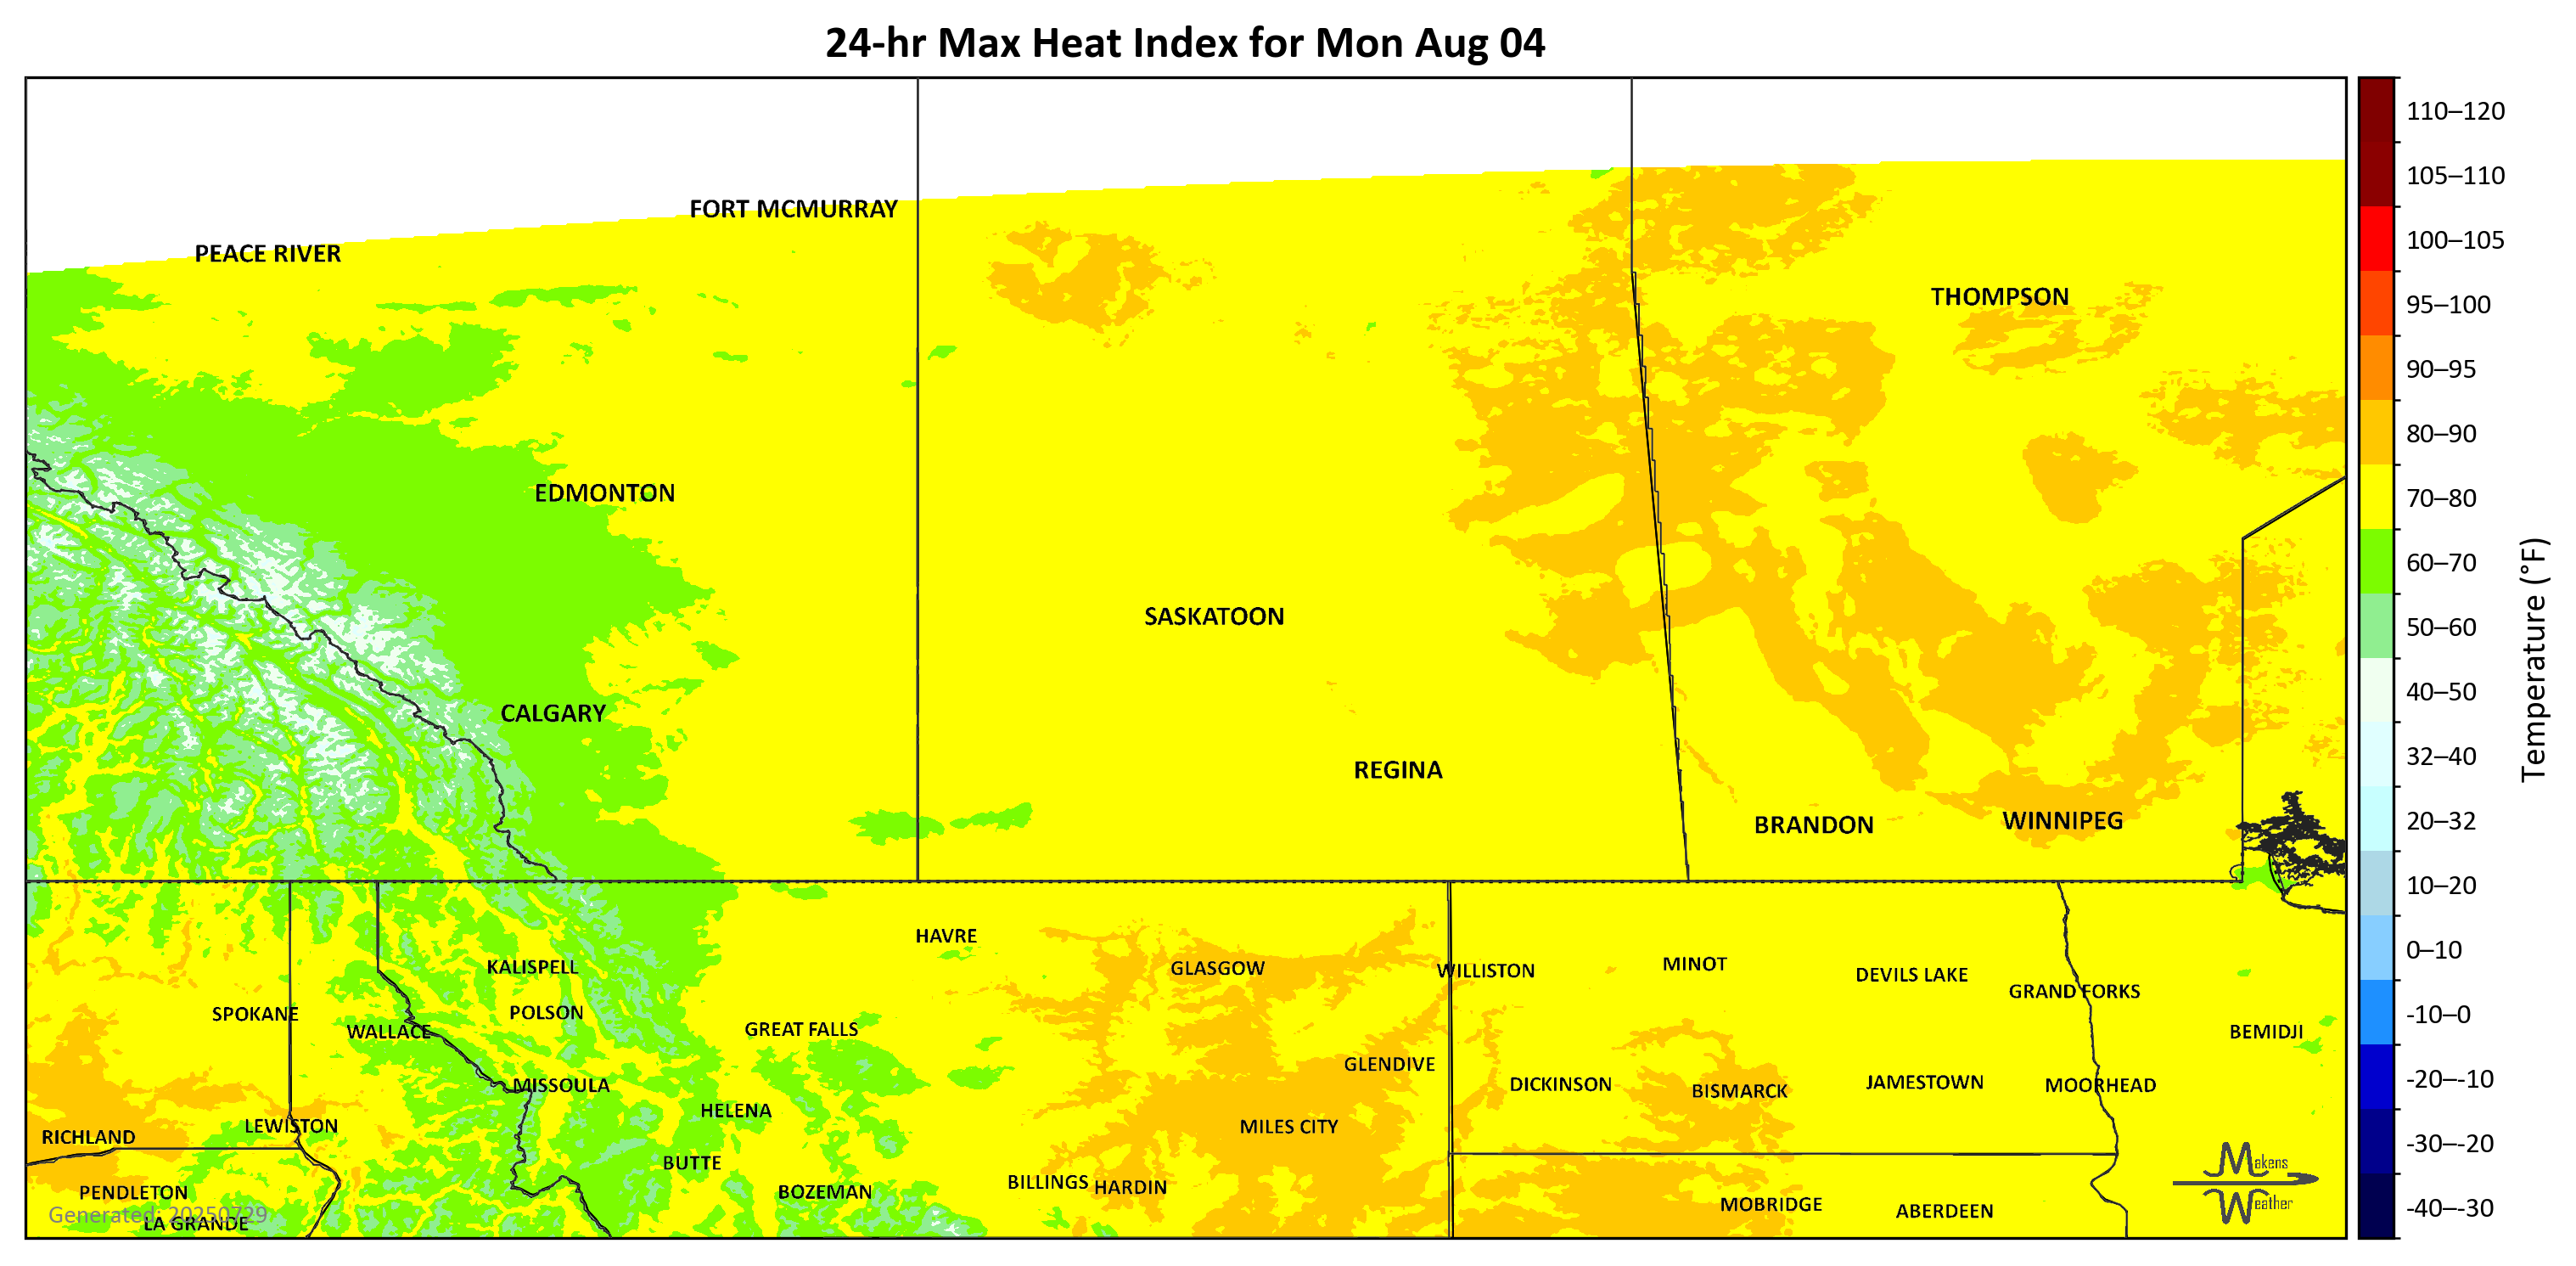 24-hr Max Heat Index for Mon Aug 04
FORT MCMURRAY
PEACE RIVER
THOMPSON
EDMONTON
SASKATOON
CALGARY
REGINA
BRANDON
WINNIPEG
HAVRE
KALISPELL
GLASGOW
WILLISTON
MINOT
DEVILS LAKE
GRAND FORKS
SPOKANE
POLSON
WALLACE
GREAT FALLS
BEMIDJI
GLENDIVE
MISSOULA
DICKINSON
BISMARCK
JAMESTOWN
MOORHEAD
HELENA
LEWISTON
MILES CITY
RICHLAND
BUTTE
PENDLETON
BOZEMAN
BILLINGS
HARDIN
MOBRIDGE
ABERDEEN
Generated: 20250729
LA GRANDE
Makens
Weather
110–120
105–110
100–105
95–100
90–95
80–90
70–80
60–70
50–60
40–50
32–40
20–32
10–20
0–10
-10–0
-20–-10
-30–-20
-40–-30
Temperature (°F)